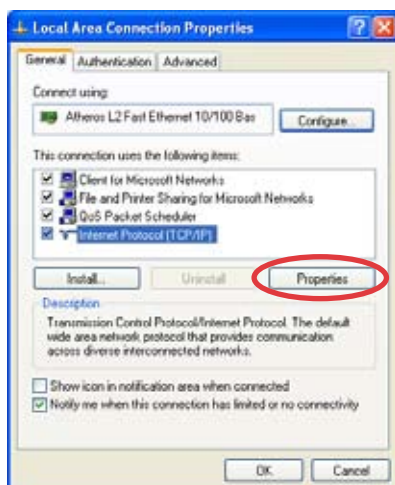 Local Area Connection Properties
General Authentication Advanced
Connect using:
Atheros L2 Fast Ethernet 10/100 Bas
Configure...
This connection uses the following items:
Client for Microsoft Networks
File and Printer Sharing for Microsoft Networks
QoS Packet Scheduler
Internet Protocol (TCP/IP)
Install... Uninstall Properties
Description
Transmission Control Protocol/Internet Protocol. The default
wide area network protocol that provides communication
across diverse interconnected networks.
Show icon in notification area when connected
Notify me when this connection has limited or no connectivity
OK Cancel